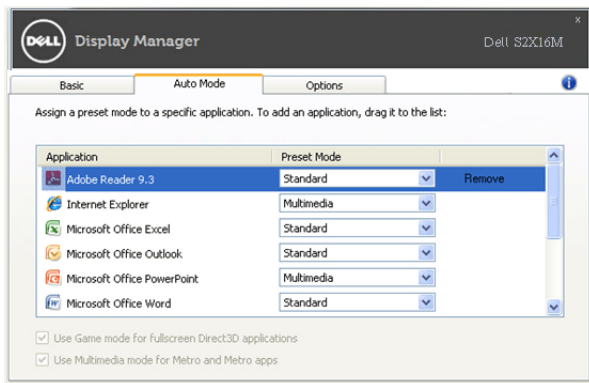 DELL Display Manager Dell S2X16M
x
Basic Auto Mode Options
Assign a preset mode to a specific application. To add an application, drag it to the list:
Application Preset Mode
Adobe Reader 9.3 Standard Remove
Internet Explorer Multimedia
Microsoft Office Excel Standard
Microsoft Office Outlook Standard
Microsoft Office PowerPoint Multimedia
Microsoft Office Word Standard
Use Game mode for fullscreen Direct3D applications
Use Multimedia mode for Metro and Metro apps